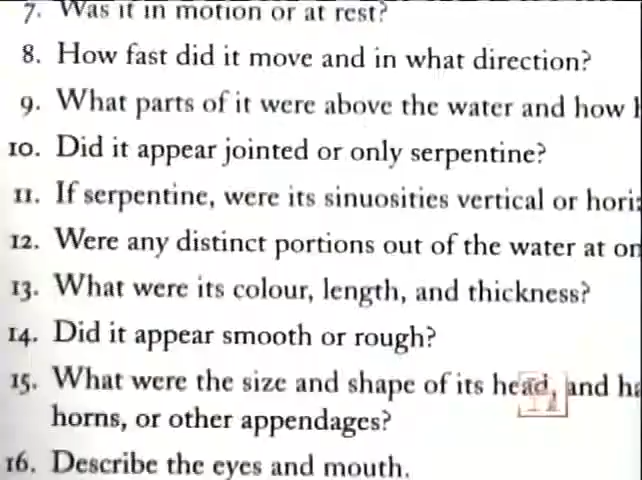 7. Was it in motion or at rest?
8. How fast did it move and in what direction?
9. What parts of it were above the water and how
10. Did it appear jointed or only serpentine?
11. If serpentine, were its sinuosities vertical or
12. Were any distinct portions out of the water at
13. What were its colour, length, and thickness?
14. Did it appear smooth or rough?
15. What were the size and shape of its head, and
horns, or other appendages?
16. Describe the eyes and mouth.